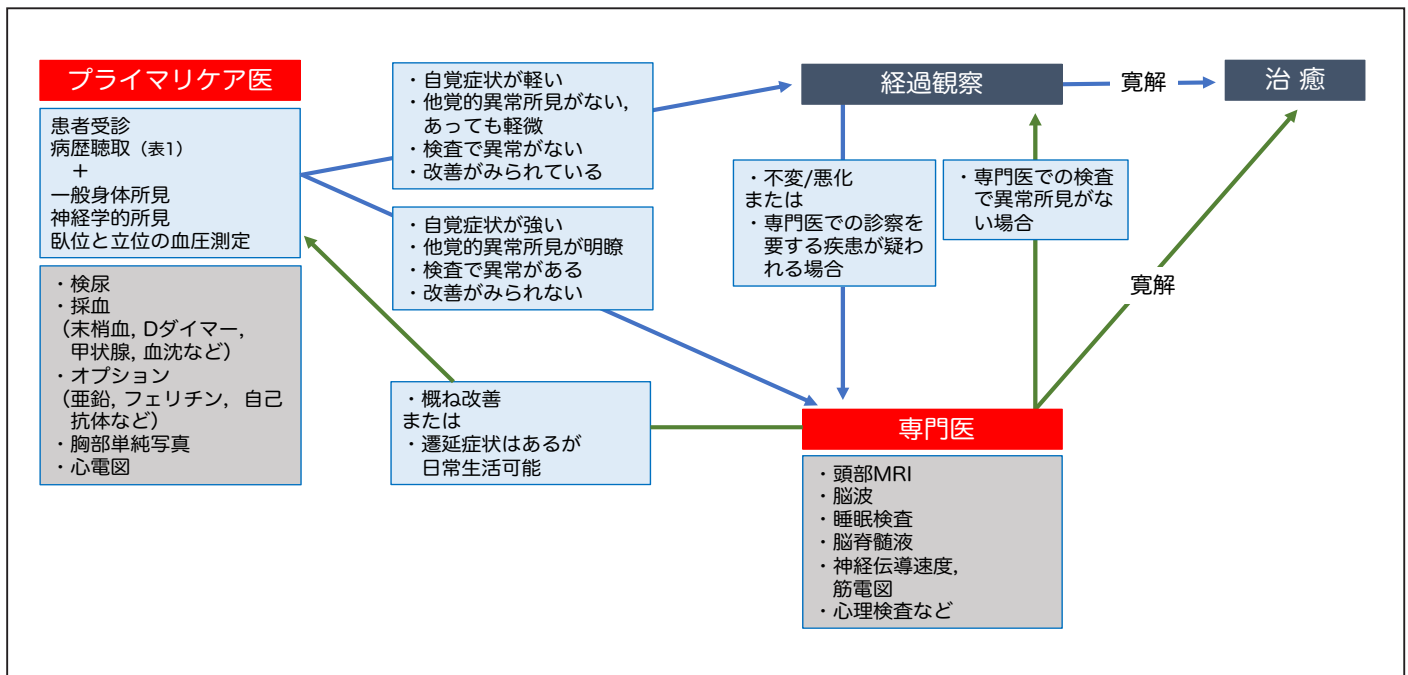 プライマリケア医
患者受診
病歴聴取（表1）
＋
一般身体所見
神経学的所見
臥位と立位の血圧測定
・検尿
・採血
（末梢血, Dダイマー,
甲状腺, 血沈など）
・オプション
（亜鉛, フェリチン, 自己
抗体など）
・胸部単純写真
・心電図
・自覚症状が軽い
・他覚的異常所見がない,
あっても軽微
・検査で異常がない
・改善がみられている
・自覚症状が強い
・他覚的異常所見が明瞭
・検査で異常がある
・改善がみられない
・概ね改善
または
・遷延症状はあるが
日常生活可能
経過観察
寛解
治 癒
・不変/悪化
または
・専門医での診察を
要する疾患が疑わ
れる場合
・専門医での検査
で異常所見がな
い場合
寛解
専門医
・頭部MRI
・脳波
・睡眠検査
・脳脊髄液
・神経伝導速度,
筋電図
・心理検査など